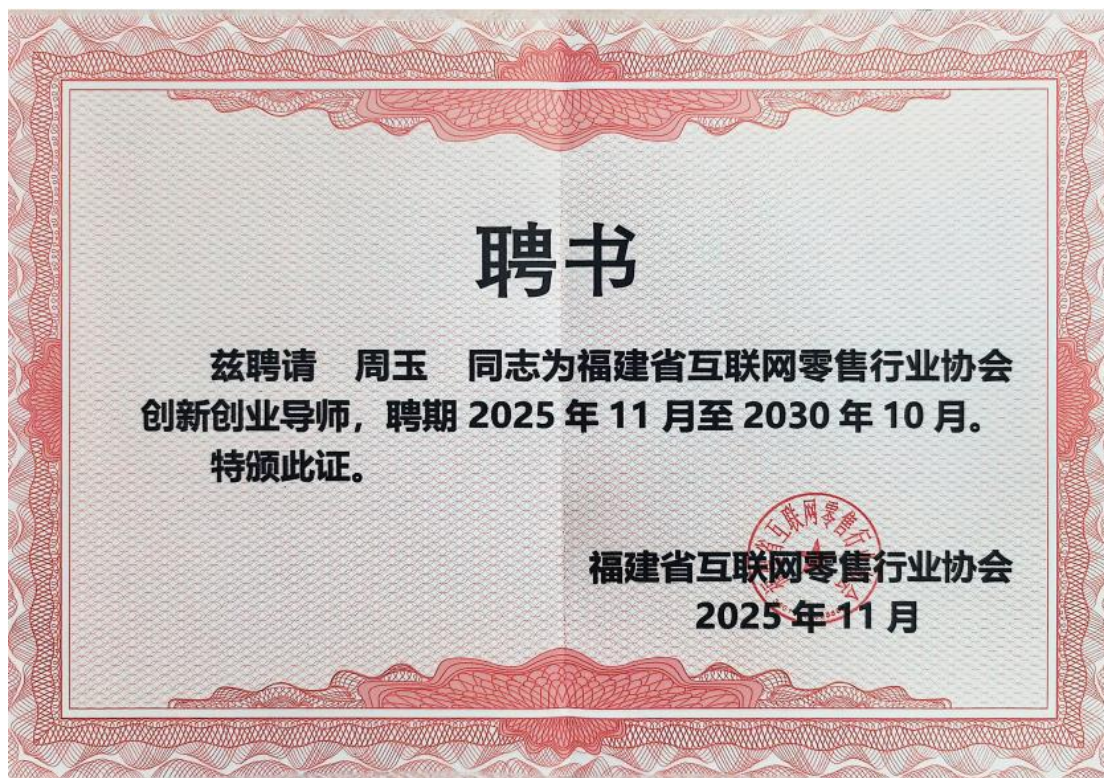 聘书
兹聘请 周玉 同志为福建省互联网零售行业协会
创新创业导师，聘期 2025 年 11 月至 2030 年 10 月。
特颁此证。
福建省互联网零售行业协会
2025 年 11 月